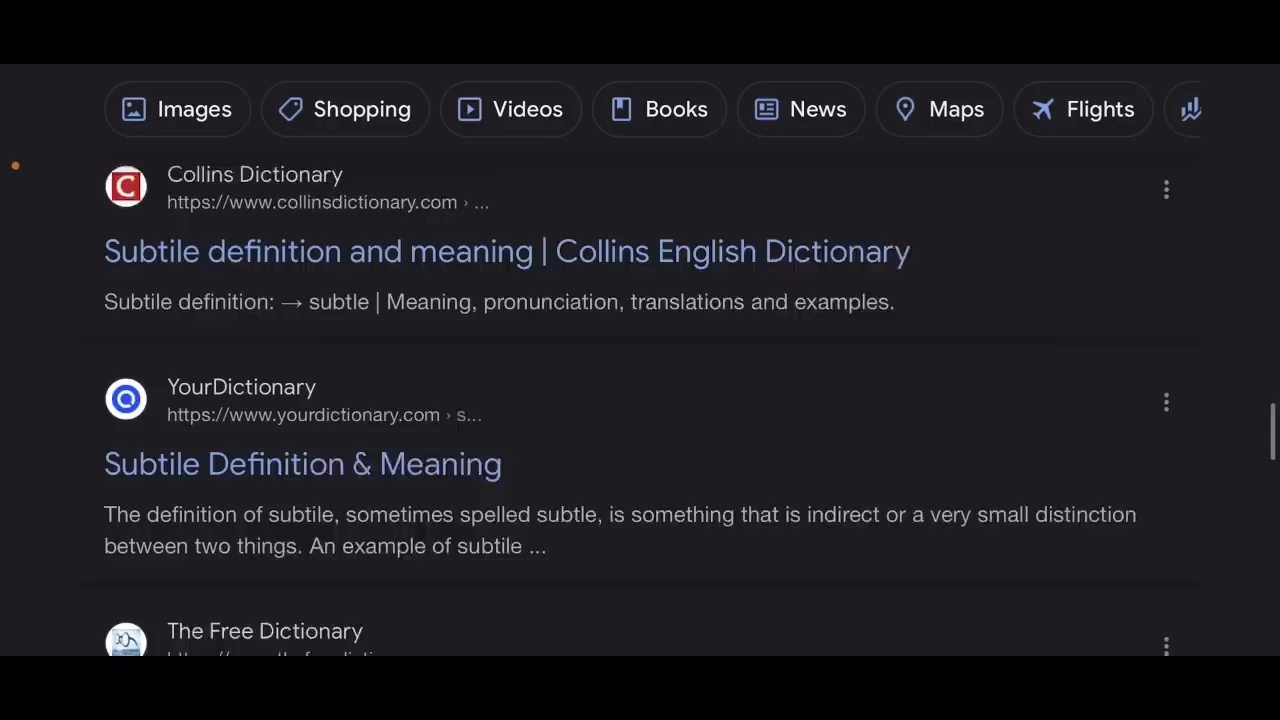 Images Shopping Videos Books News Maps Flights
Collins Dictionary
https://www.collinsdictionary.com › ...
Subtile definition and meaning | Collins English Dictionary
Subtile definition: → subtle | Meaning, pronunciation, translations and examples.
YourDictionary
https://www.yourdictionary.com › s...
Subtile Definition & Meaning
The definition of subtile, sometimes spelled subtle, is something that is indirect or a very small distinction
between two things. An example of subtile ...
The Free Dictionary